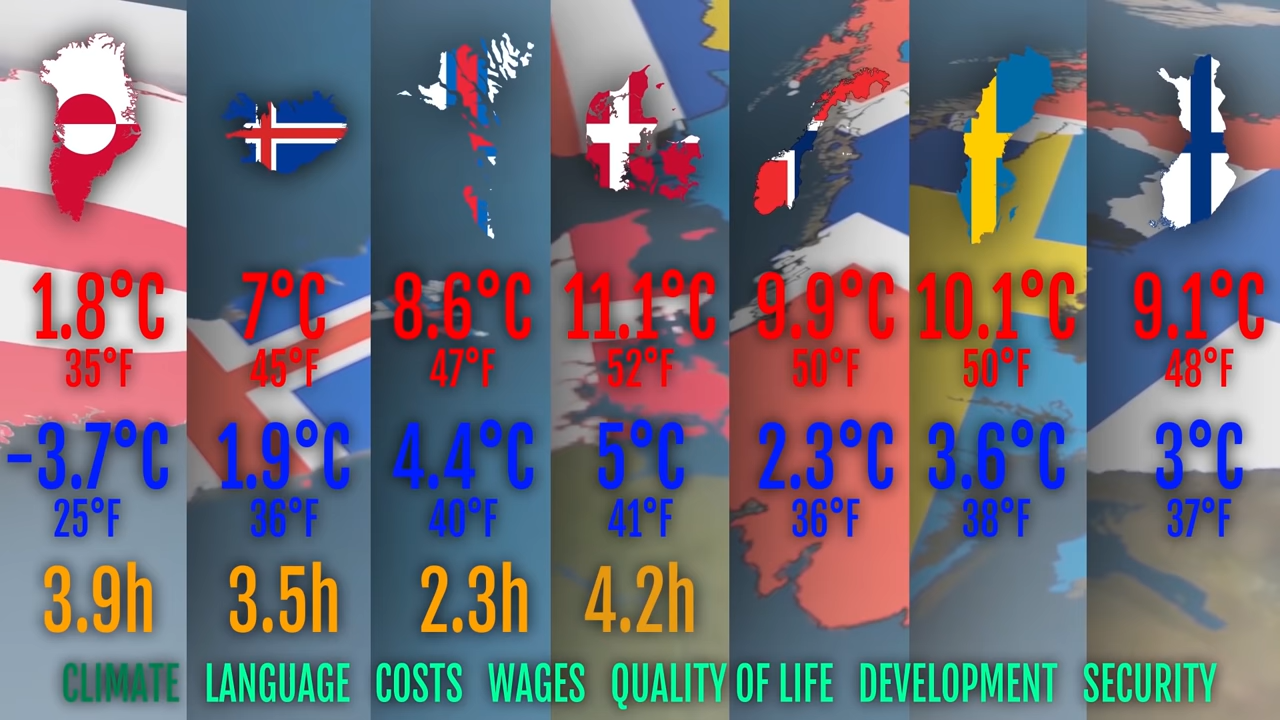 1.8°C 7°C 8.6°C 11.1°C 9.9°C 10.1°C 9.1°C
35°F 45°F 47°F 52°F 50°F 50°F 48°F
-3.7°C 1.9°C 4.4°C 5°C 2.3°C 3.6°C 3°C
25°F 36°F 40°F 41°F 36°F 38°F 37°F
3.9h 3.5h 2.3h 4.2h
CLIMATE LANGUAGE COSTS WAGES QUALITY OF LIFE DEVELOPMENT SECURITY